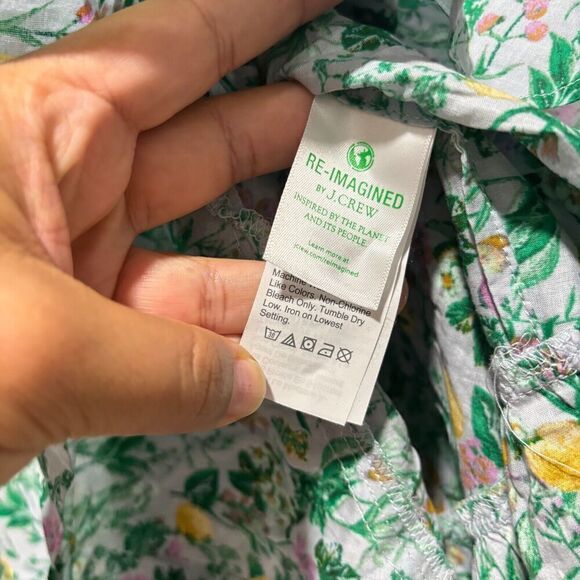 RE-IMAGINED
BY J.CREW
INSPIRED BY THE PLANET
AND ITS PEOPLE
Learn more at
jcrew.com/reimagined
Machine
Like Colors. Non-Chlorine
Bleach Only. Tumble Dry
Low. Iron on Lowest
Setting.
30